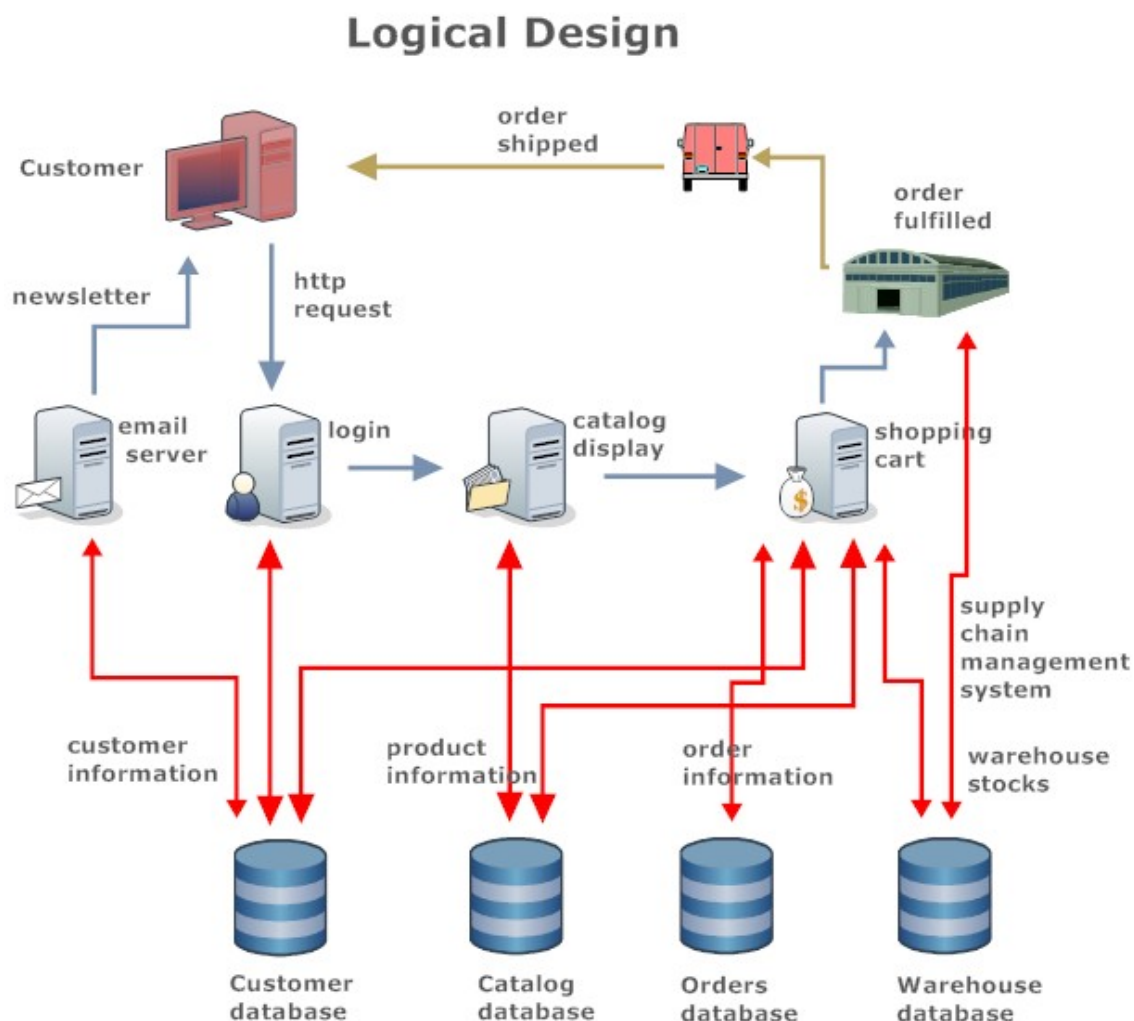 Logical Design
order
shipped
Customer
order
fulfilled
newsletter
http
request
email
server
login
catalog
display
shopping
cart
$
supply
chain
management
system
customer
information
product
information
order
information
warehouse
stocks
Customer
database
Catalog
database
Orders
database
Warehouse
database